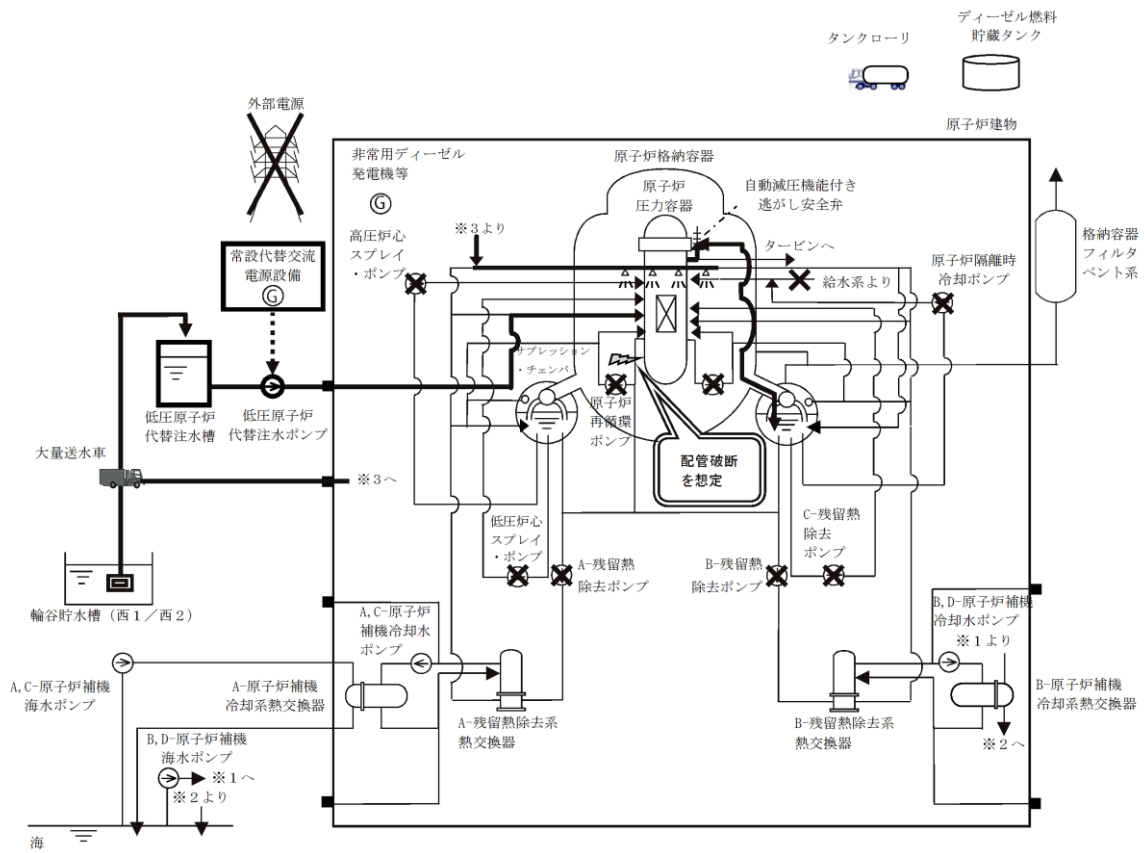 ディーゼル燃料
貯蔵タンク
タンクローリ
外部電源
原子炉建物
非常用ディーゼル
発電機等
G
原子炉格納容器
原子炉
圧力容器
自動減圧機能付き
逃がし安全弁
※3より
タービンへ
高圧炉心
スプレイ・
・ポンプ
給水系より
原子炉隔離時
冷却ポンプ
格納容器
フィルタ
ベント系
常設代替交流
電源設備
G
サプレッション
・チェンバ
低圧原子炉
代替注水槽
低圧原子炉
代替注水ポンプ
原子炉
再循環
ポンプ
配管破断
を想定
大量送水車
※3へ
低圧炉心
スプレイ
・ポンプ
C-残留熱
除去
ポンプ
A-残留熱
除去ポンプ
B-残留熱
除去ポンプ
輪谷貯水槽(西1/西2)
A,C-原子炉
補機冷却水
ポンプ
B,D-原子炉補機
冷却水ポンプ
※1より
A,C-原子炉補機
海水ポンプ
A-原子炉補機
冷却系熱交換器
A-残留熱除去系
熱交換器
B-残留熱除去系
熱交換器
B-原子炉補機
冷却系熱交換器
※2へ
B,D-原子炉補機
海水ポンプ
※1へ
※2より
海